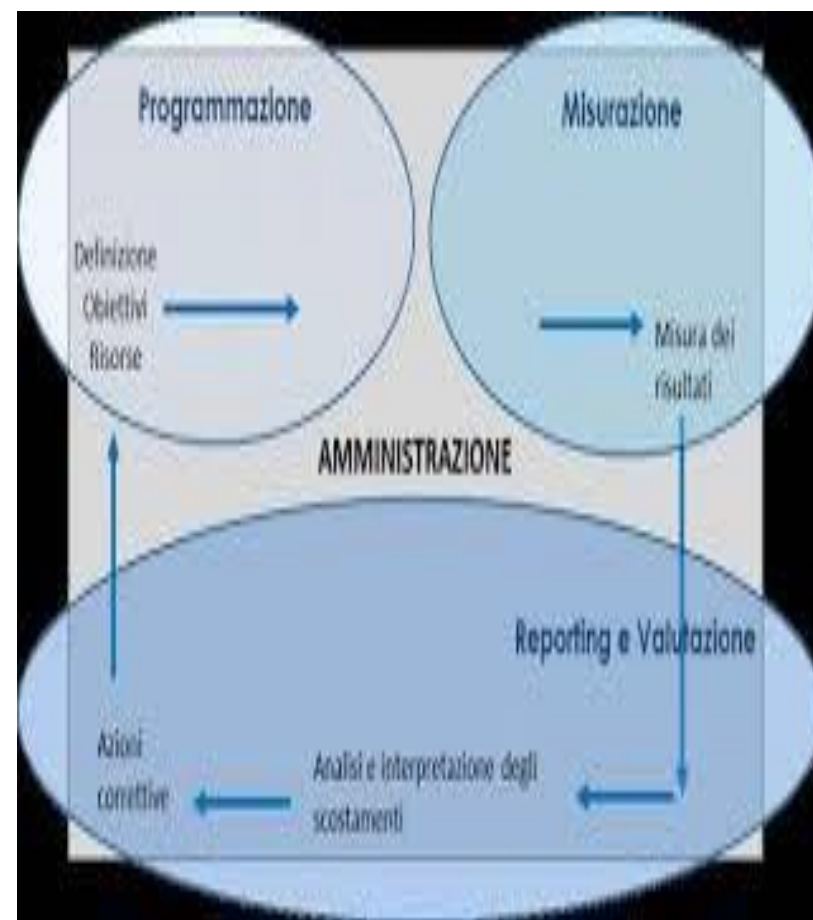 Programmazione
Misurazione
Definizione
Obiettivi
Risorse
Misura dei
risultati
AMMINISTRAZIONE
Reporting e Valutazione
Azioni
correttive
Analisi e interpretazione degli
scostamenti